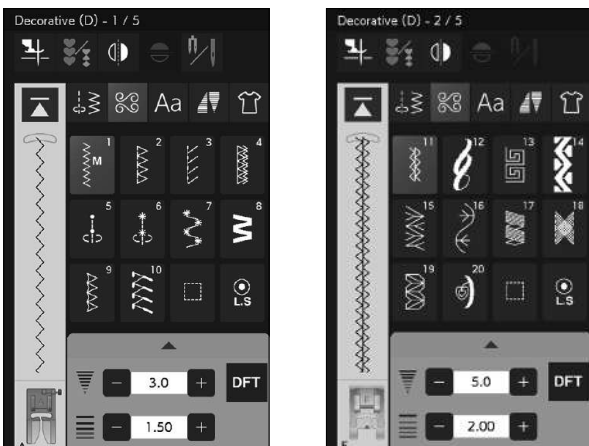 Decorative (D) - 1 / 5
Aa
1
M
2
3
4
5
6
7
8
9
10
L.S
3.0
DFT
1.50
A
Decorative (D) - 2 / 5
Aa
11
12
13
14
15
16
17
18
19
20
L.S
5.0
DFT
2.00
F